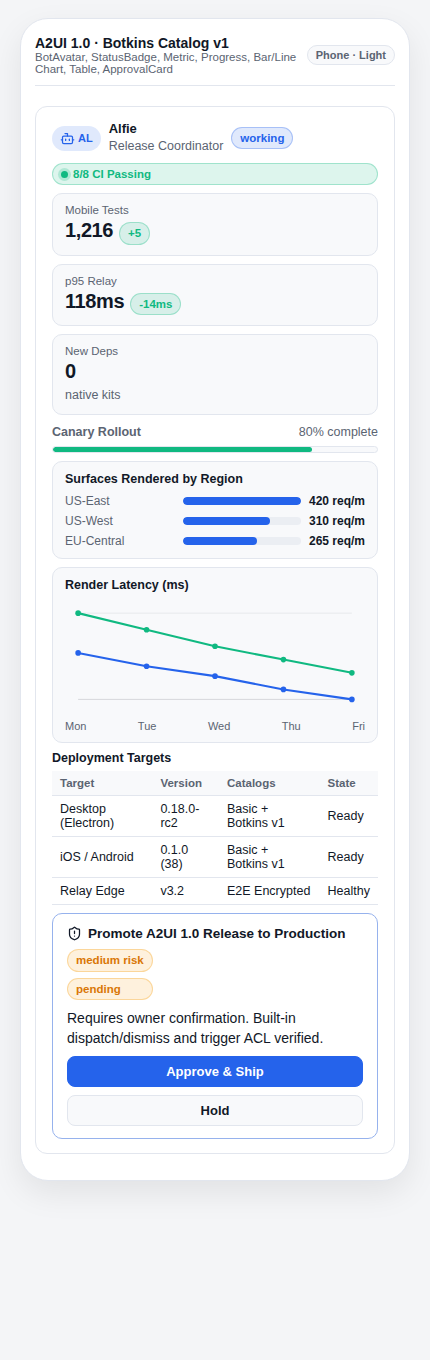 A2UI 1.0 · Botkins Catalog v1
BotAvatar, StatusBadge, Metric, Progress, Bar/Line
Chart, Table, ApprovalCard
Phone · Light
AL
Alfie
Release Coordinator
working
8/8 CI Passing
Mobile Tests
1,216 +5
p95 Relay
118ms -14ms
New Deps
0
native kits
Canary Rollout 80% complete
Surfaces Rendered by Region
US-East 420 req/m
US-West 310 req/m
EU-Central 265 req/m
Render Latency (ms)
Mon Tue Wed Thu Fri
Deployment Targets
Target Version Catalogs State
Desktop (Electron) 0.18.0-rc2 Basic + Botkins v1 Ready
iOS / Android 0.1.0 (38) Basic + Botkins v1 Ready
Relay Edge v3.2 E2E Encrypted Healthy
Promote A2UI 1.0 Release to Production
medium risk
pending
Requires owner confirmation. Built-in
dispatch/dismiss and trigger ACL verified.
Approve & Ship
Hold